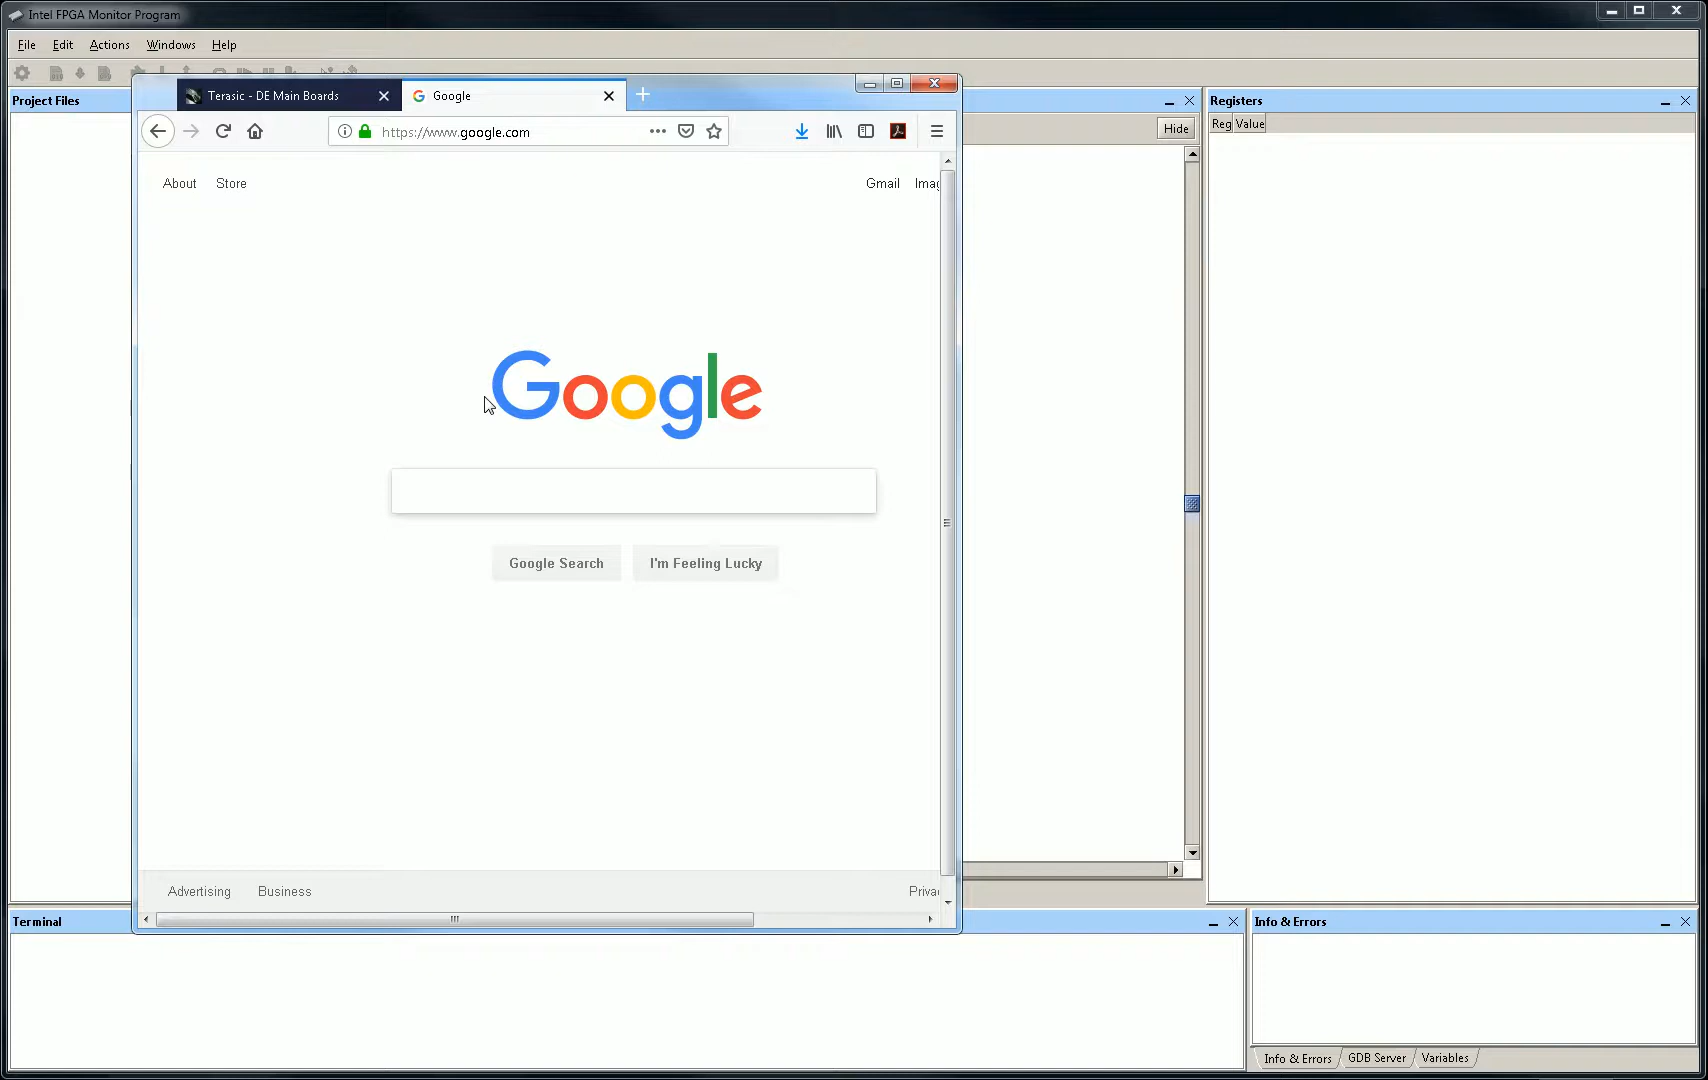 Intel FPGA Monitor Program
File Edit Actions Windows Help
Project Files
Terasic - DE Main Boards
Google
https://www.google.com
Hide
Registers
Reg Value
About Store
Gmail Imag
Google
Google Search
I'm Feeling Lucky
Advertising Business
Priva
Terminal
Info & Errors
Info & Errors GDB Server Variables